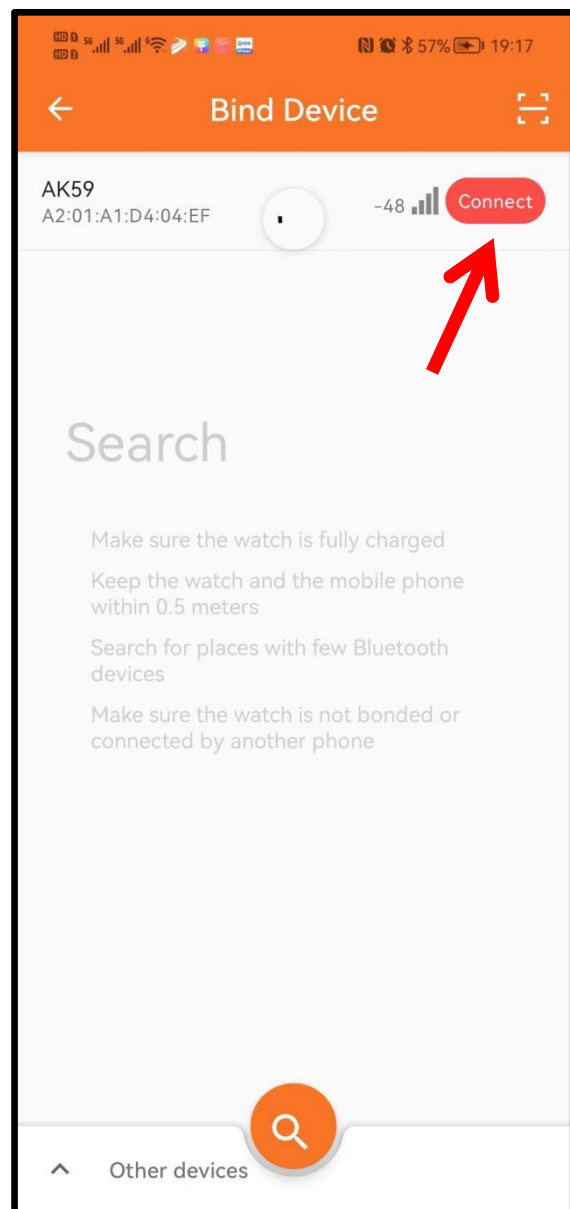 57% 19:17
Bind Device
AK59
A2:01:A1:D4:04:EF
-48
Connect
Search
Make sure the watch is fully charged
Keep the watch and the mobile phone
within 0.5 meters
Search for places with few Bluetooth
devices
Make sure the watch is not bonded or
connected by another phone
Other devices